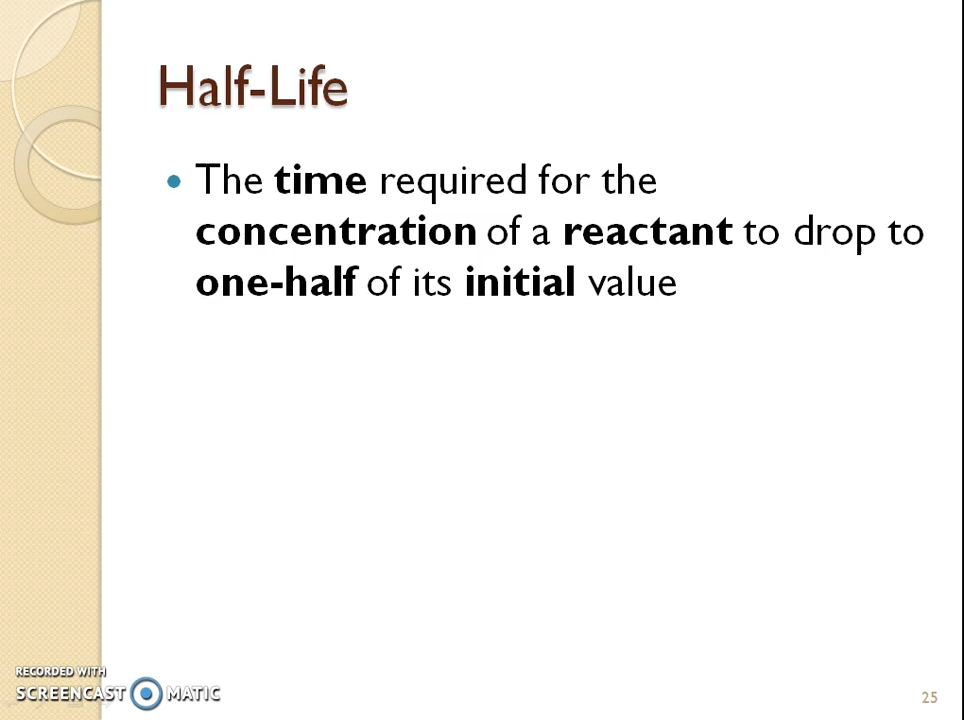 Half-Life
• The time required for the
concentration of a reactant to drop to
one-half of its initial value
RECORDED WITH
SCREENCAST MATIC
25